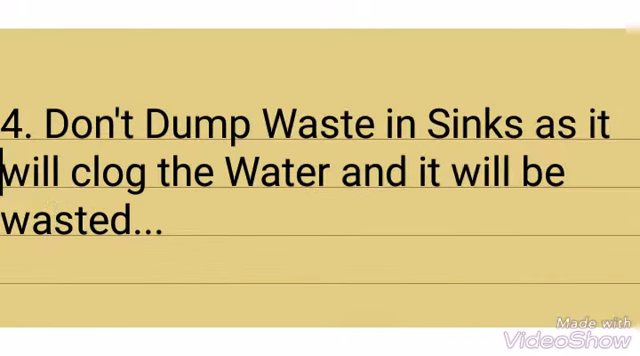 4. Don't Dump Waste in Sinks as it
will clog the Water and it will be
wasted...
Made with
VideoShow